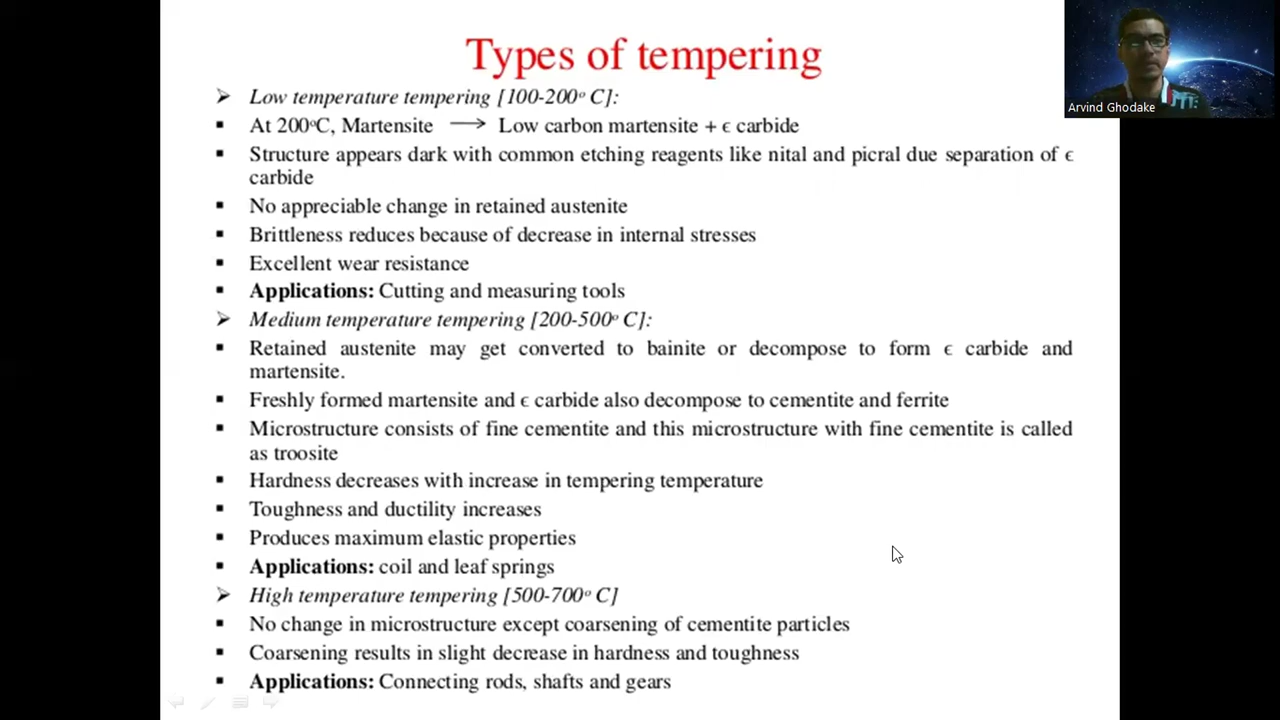 Types of tempering
Arvind Ghodake
➢ Low temperature tempering [100-200º C]:
▪ At 200ºC, Martensite ⟶ Low carbon martensite + ϵ carbide
▪ Structure appears dark with common etching reagents like nital and picral due separation of ϵ
carbide
▪ No appreciable change in retained austenite
▪ Brittleness reduces because of decrease in internal stresses
▪ Excellent wear resistance
▪ Applications: Cutting and measuring tools
➢ Medium temperature tempering [200-500º C]:
▪ Retained austenite may get converted to bainite or decompose to form ϵ carbide and
martensite.
▪ Freshly formed martensite and ϵ carbide also decompose to cementite and ferrite
▪ Microstructure consists of fine cementite and this microstructure with fine cementite is called
as troosite
▪ Hardness decreases with increase in tempering temperature
▪ Toughness and ductility increases
▪ Produces maximum elastic properties
▪ Applications: coil and leaf springs
➢ High temperature tempering [500-700º C]
▪ No change in microstructure except coarsening of cementite particles
▪ Coarsening results in slight decrease in hardness and toughness
▪ Applications: Connecting rods, shafts and gears